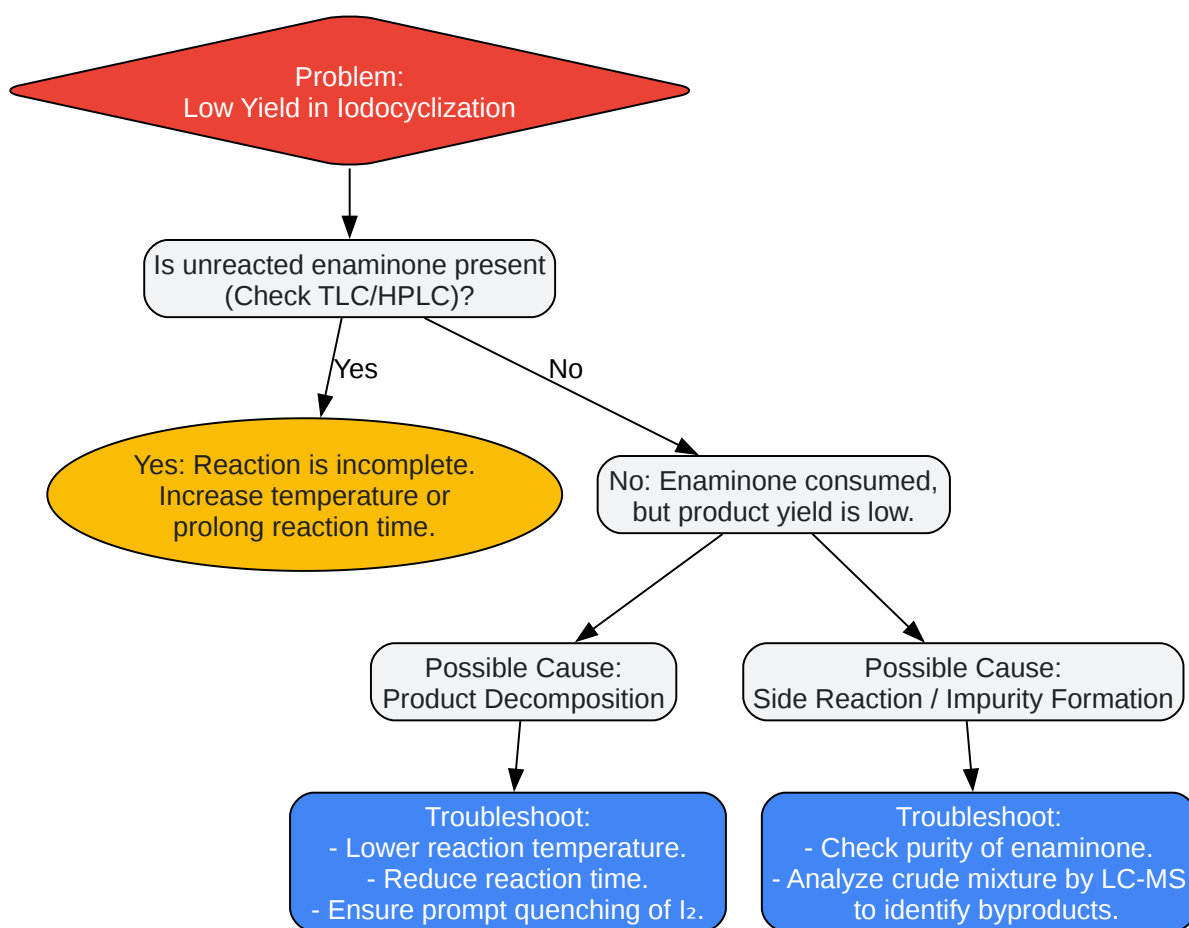 Problem:
Low Yield in Iodocyclization
Is unreacted enaminone present
(Check TLC/HPLC)?
Yes
No
Yes: Reaction is incomplete.
Increase temperature or
prolong reaction time.
No: Enaminone consumed,
but product yield is low.
Possible Cause:
Product Decomposition
Possible Cause:
Side Reaction / Impurity Formation
Troubleshoot:
- Lower reaction temperature.
- Reduce reaction time.
- Ensure prompt quenching of I₂.
Troubleshoot:
- Check purity of enaminone.
- Analyze crude mixture by LC-MS
to identify byproducts.